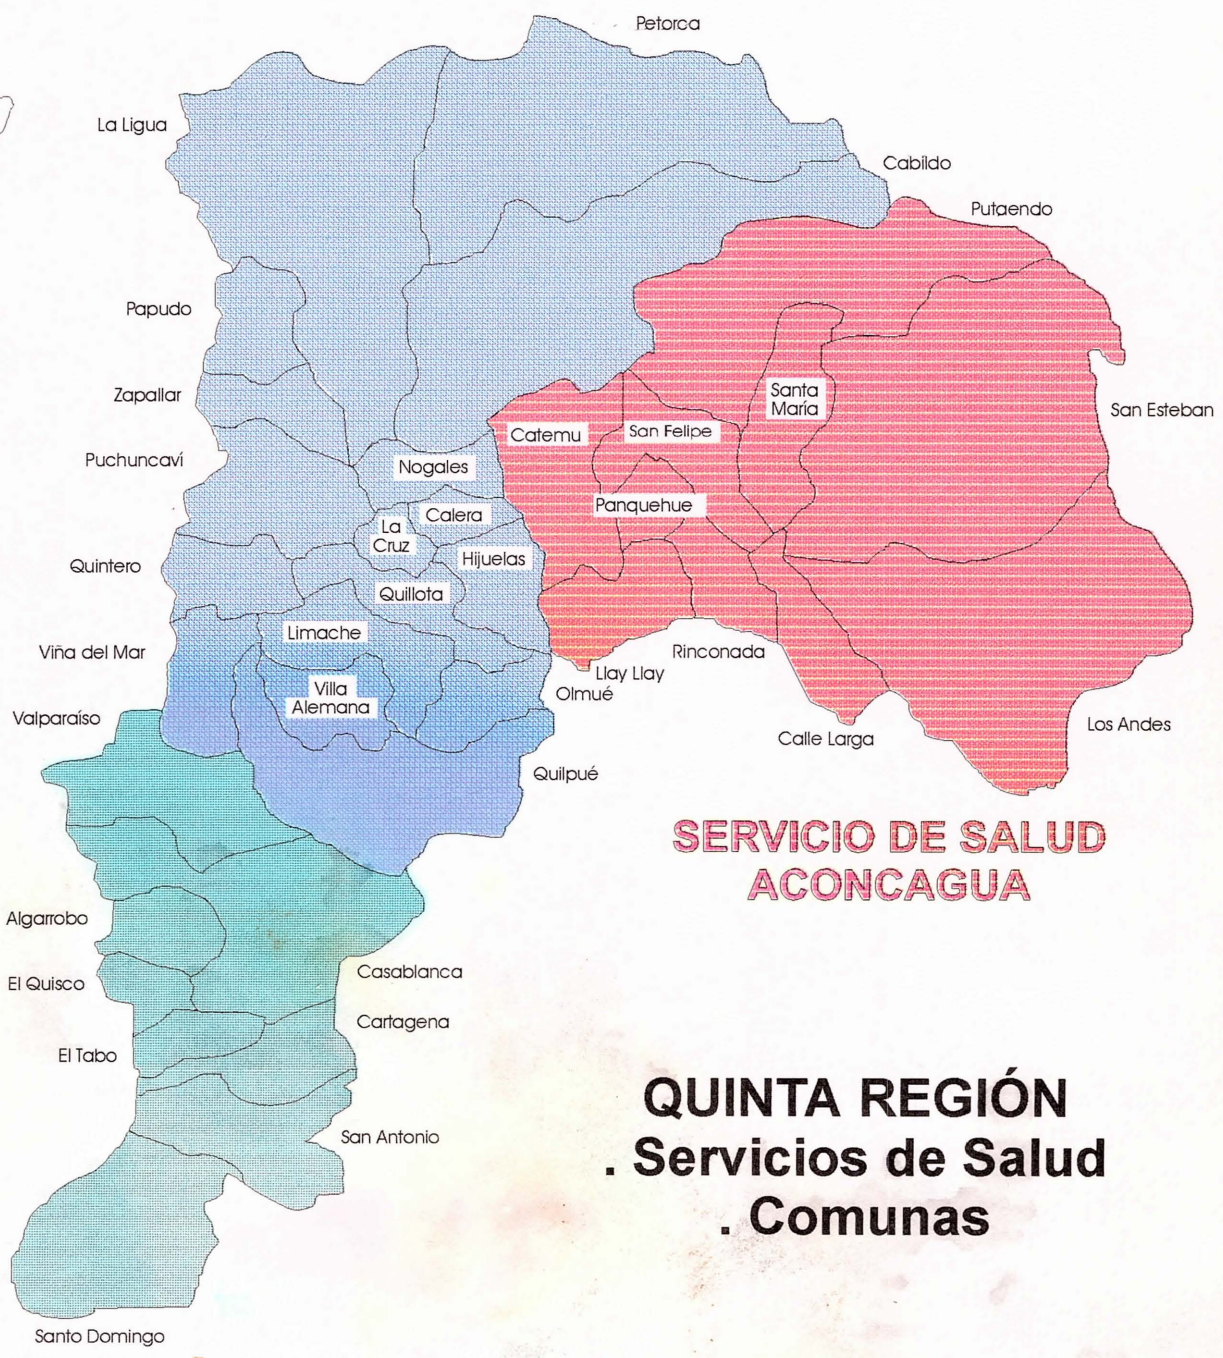 Petorca
La Ligua
Cabildo
Putaendo
Papudo
Zapallar
Santa
María
San Esteban
Catemu
San Felipe
Puchuncaví
Nogales
Panquehue
Calera
La
Cruz
Hijuelas
Quintero
Quillota
Limache
Viña del Mar
Rinconada
Llay Llay
Olmué
Villa
Alemana
Valparaíso
Los Andes
Calle Larga
Quilpué
SERVICIO DE SALUD
ACONCAGUA
Algarrobo
Casablanca
El Quisco
Cartagena
El Tabo
QUINTA REGIÓN
. Servicios de Salud
. Comunas
San Antonio
Santo Domingo